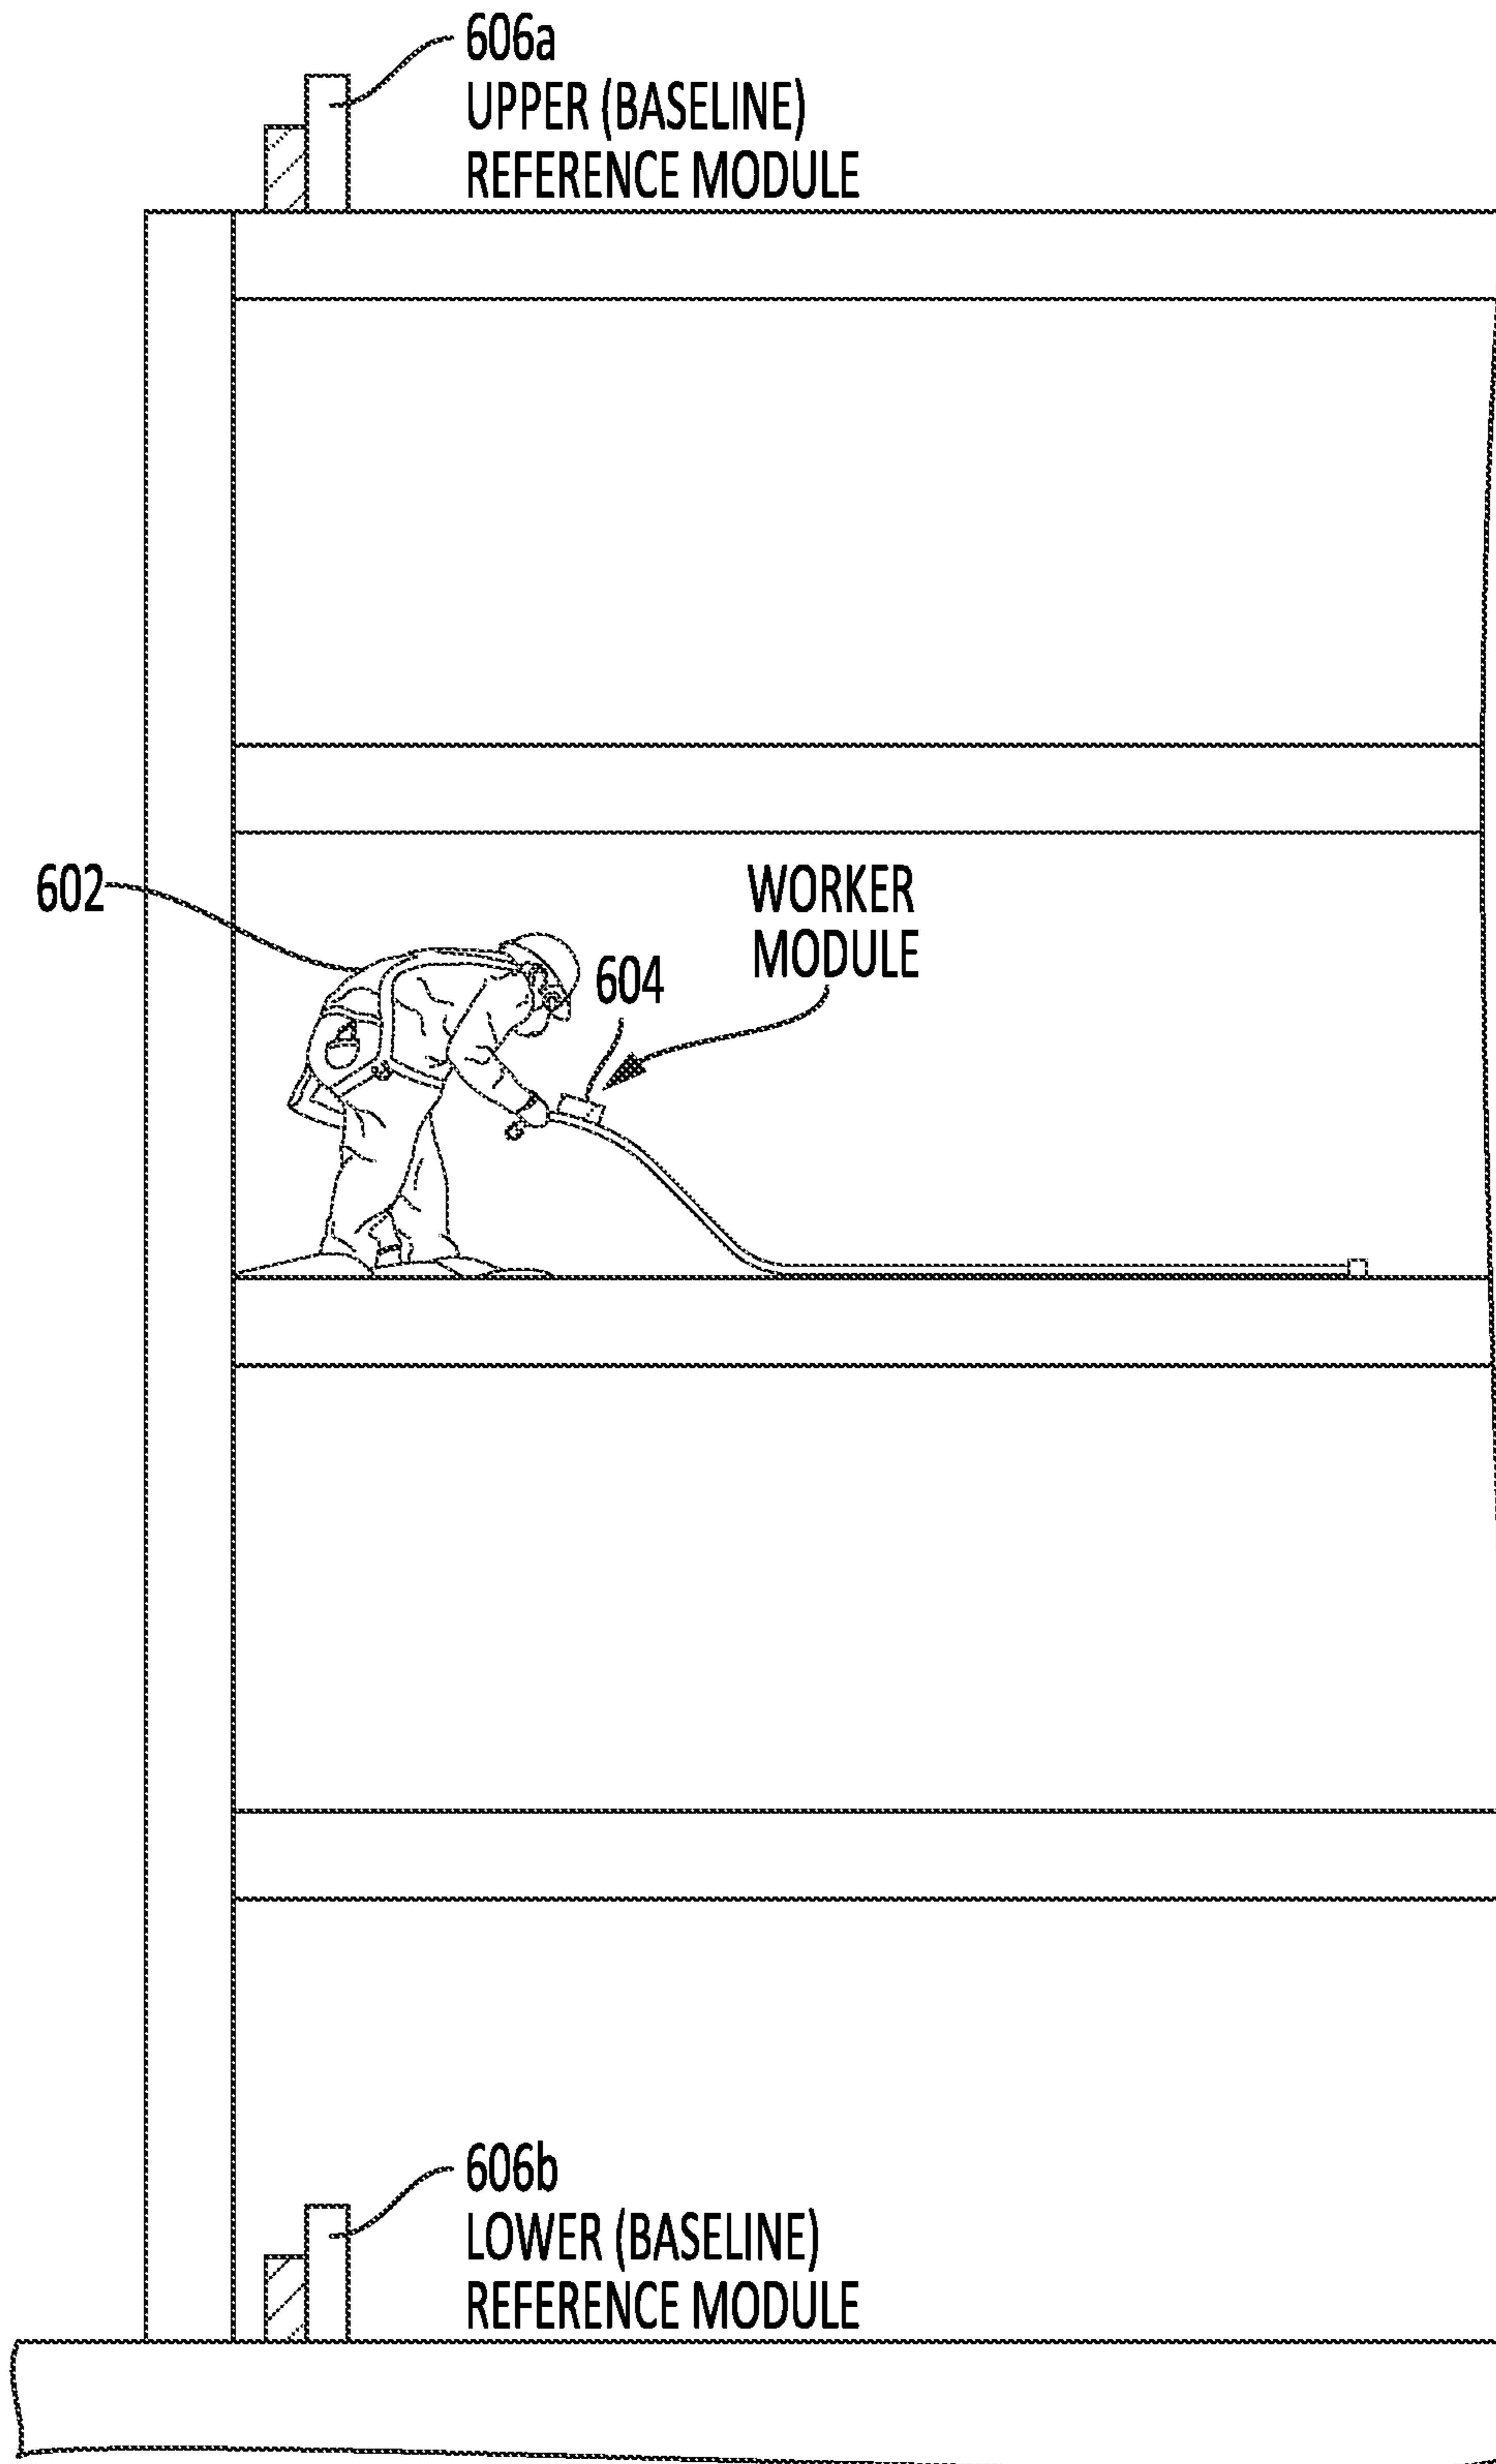 606a
UPPER (BASELINE)
REFERENCE MODULE
602
WORKER
MODULE
604
606b
LOWER (BASELINE)
REFERENCE MODULE